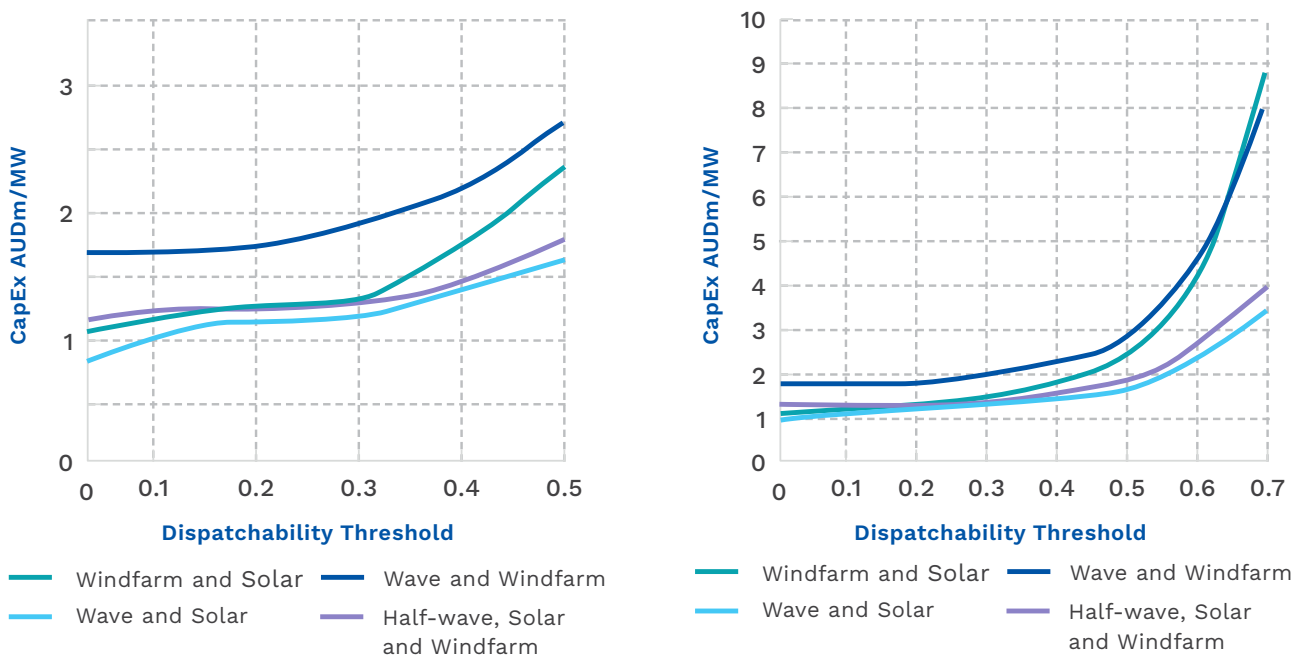 CapEx AUDm/MW
3
2
1
0
0 0.1 0.2 0.3 0.4 0.5
Dispatchability Threshold
Windfarm and Solar
Wave and Windfarm
Wave and Solar
Half-wave, Solar
and Windfarm
CapEx AUDm/MW
10
9
8
7
6
5
4
3
2
1
0
0 0.1 0.2 0.3 0.4 0.5 0.6 0.7
Dispatchability Threshold
Windfarm and Solar
Wave and Windfarm
Wave and Solar
Half-wave, Solar
and Windfarm